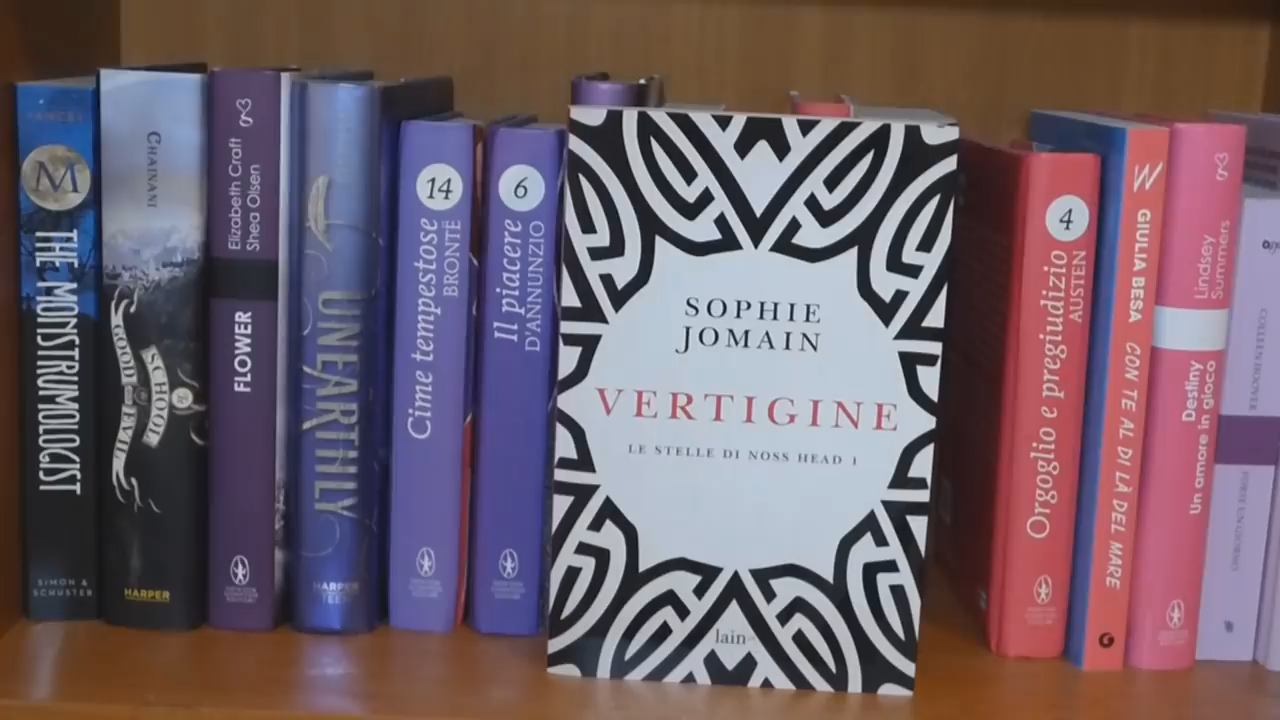 YANCEY
M
THE MONSTRUMOLOGIST
SIMON &
SCHUSTER
CHAINANI
SCHOOL
GOOD AND EVIL
HARPER
Elizabeth Craft
Shea Olsen
FLOWER
UNEARTHLY
HARPER
TEEN
14
Cime tempestose
BRONTË
6
Il piacere
D'ANNUNZIO
SOPHIE
JOMAIN
VERTIGINE
LE STELLE DI NOSS HEAD 1
lain
4
Orgoglio e pregiudizio
AUSTEN
GIULIA BESA CON TE AL DI LÀ DEL MARE
Lindsey
Summers
Destiny
Un amore in gioco
COLLEEN HOOVER